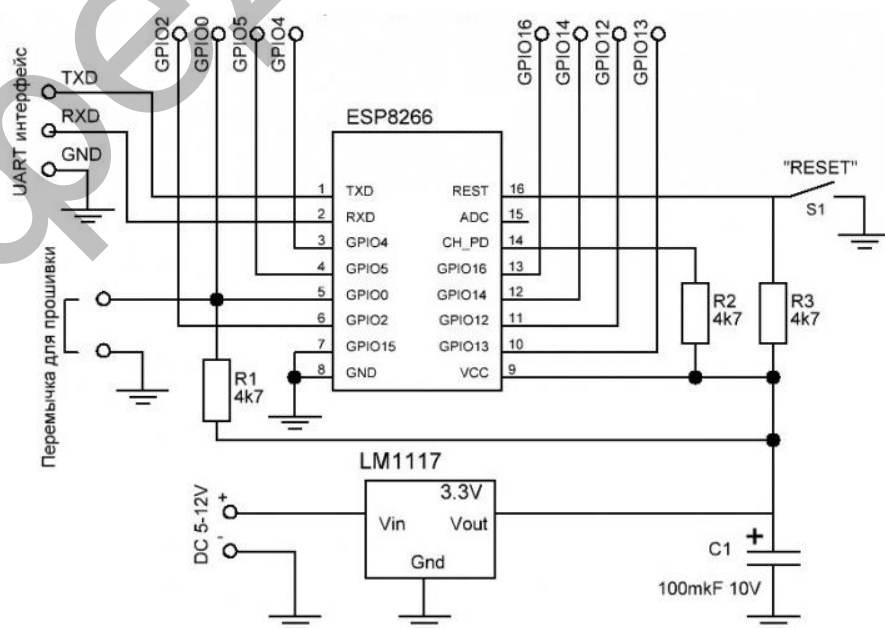 GPIO2
GPIO0
GPIO5
GPIO4
GPIO16
GPIO14
GPIO12
GPIO13
UART интерфейс
TXD
RXD
GND
ESP8266
1 TXD REST 16
2 RXD ADC 15
3 GPIO4 CH_PD 14
4 GPIO5 GPIO16 13
5 GPIO0 GPIO14 12
6 GPIO2 GPIO12 11
7 GPIO15 GPIO13 10
8 GND VCC 9
"RESET"
S1
Перемычка для прошивки
R1
4k7
R2
4k7
R3
4k7
LM1117
3.3V
Vin Vout
Gnd
DC 5-12V
+
-
C1
+
100mkF 10V